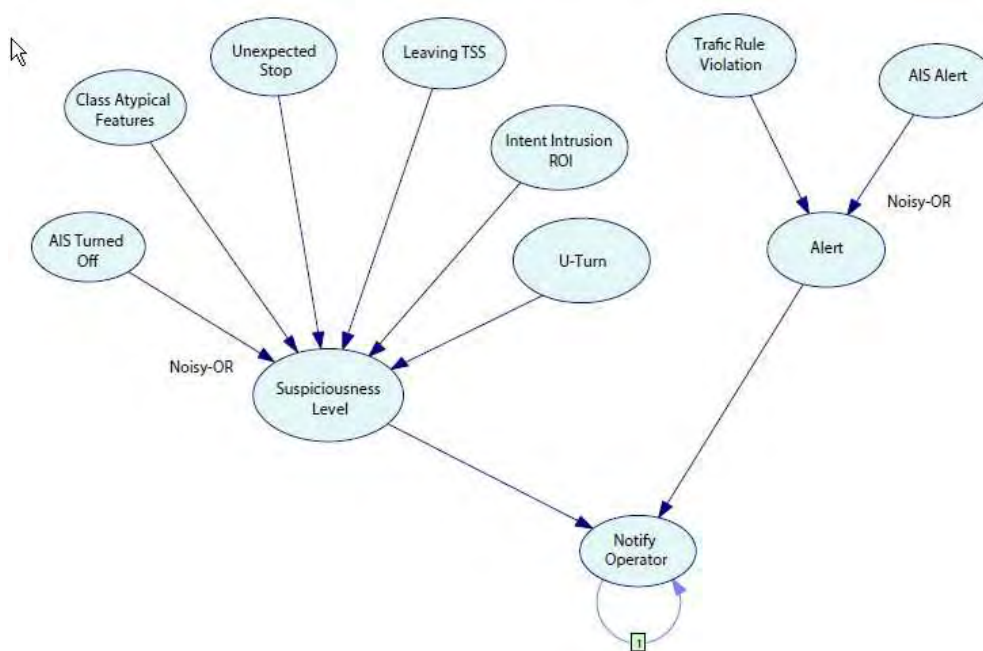 Unexpected
Stop
Leaving TSS
Trafic Rule
Violation
AIS Alert
Class Atypical
Features
Intent Intrusion
ROI
Noisy-OR
AIS Turned
Off
U-Turn
Alert
Noisy-OR
Suspiciousness
Level
Notify
Operator
1